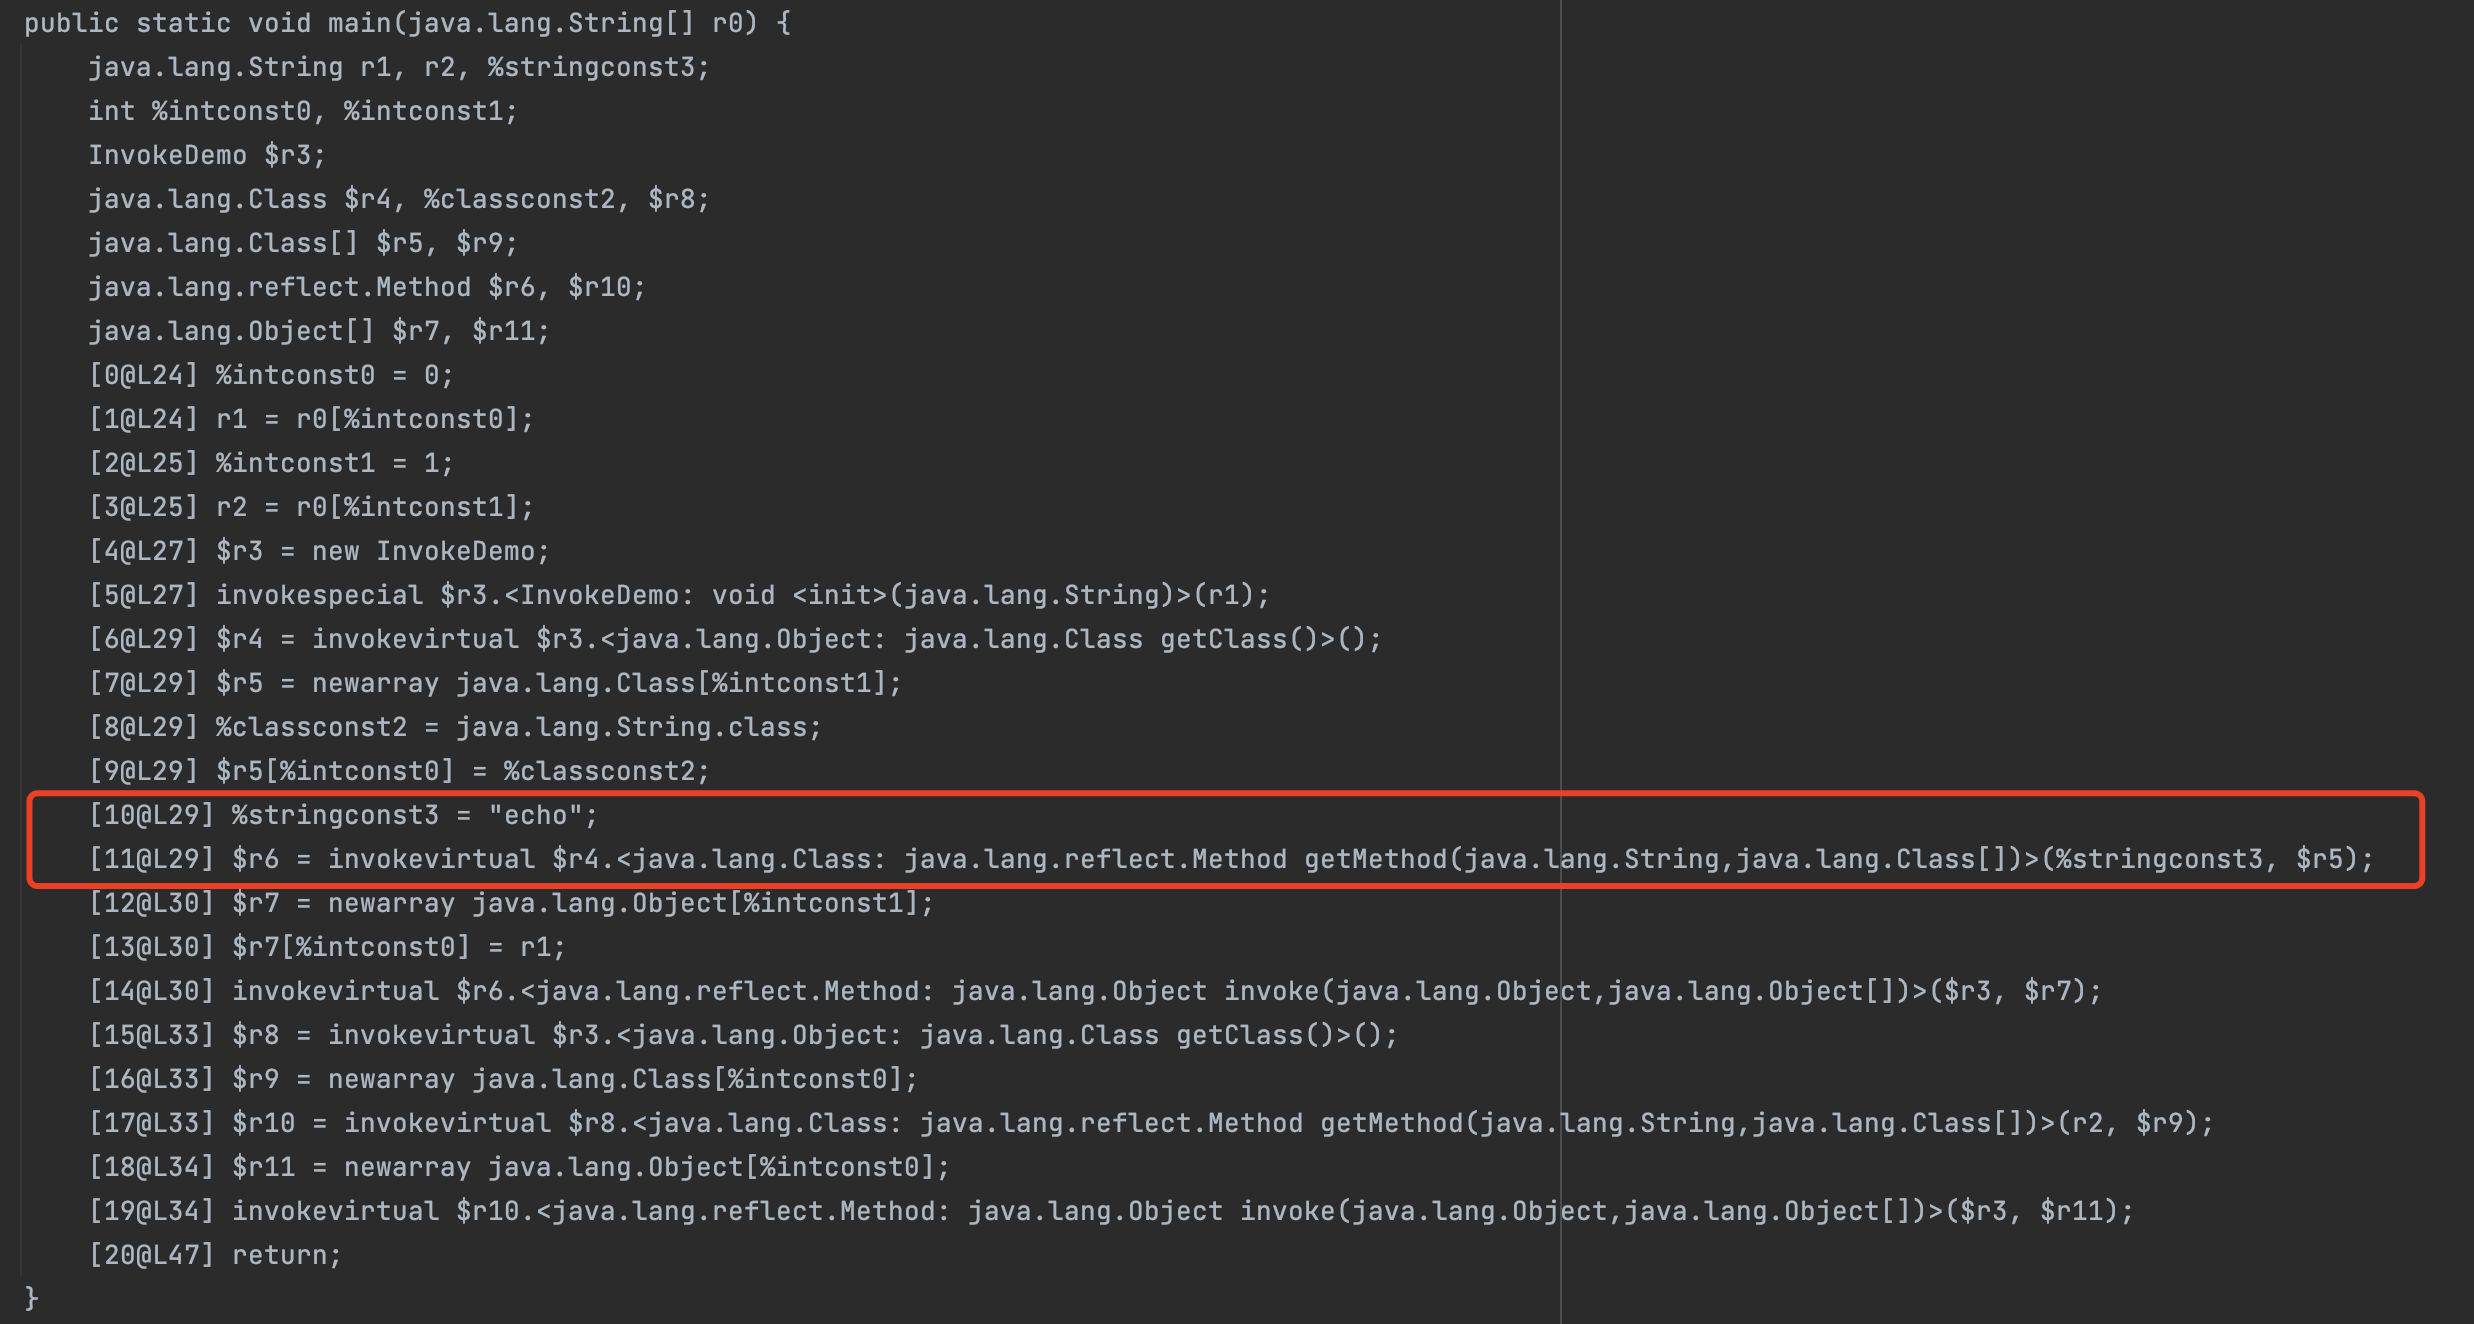 public static void main(java.lang.String[] r0) {
java.lang.String r1, r2, %stringconst3;
int %intconst0, %intconst1;
InvokeDemo $r3;
java.lang.Class $r4, %classconst2, $r8;
java.lang.Class[] $r5, $r9;
java.lang.reflect.Method $r6, $r10;
java.lang.Object[] $r7, $r11;
[0@L24] %intconst0 = 0;
[1@L24] r1 = r0[%intconst0];
[2@L25] %intconst1 = 1;
[3@L25] r2 = r0[%intconst1];
[4@L27] $r3 = new InvokeDemo;
[5@L27] invokespecial $r3.<InvokeDemo: void <init>(java.lang.String)>(r1);
[6@L29] $r4 = invokevirtual $r3.<java.lang.Object: java.lang.Class getClass()>();
[7@L29] $r5 = newarray java.lang.Class[%intconst1];
[8@L29] %classconst2 = java.lang.String.class;
[9@L29] $r5[%intconst0] = %classconst2;
[10@L29] %stringconst3 = "echo";
[11@L29] $r6 = invokevirtual $r4.<java.lang.Class: java.lang.reflect.Method getMethod(java.lang.String,java.lang.Class[])>(%stringconst3, $r5);
[12@L30] $r7 = newarray java.lang.Object[%intconst1];
[13@L30] $r7[%intconst0] = r1;
[14@L30] invokevirtual $r6.<java.lang.reflect.Method: java.lang.Object invoke(java.lang.Object,java.lang.Object[])>($r3, $r7);
[15@L33] $r8 = invokevirtual $r3.<java.lang.Object: java.lang.Class getClass()>();
[16@L33] $r9 = newarray java.lang.Class[%intconst0];
[17@L33] $r10 = invokevirtual $r8.<java.lang.Class: java.lang.reflect.Method getMethod(java.lang.String,java.lang.Class[])>(r2, $r9);
[18@L34] $r11 = newarray java.lang.Object[%intconst0];
[19@L34] invokevirtual $r10.<java.lang.reflect.Method: java.lang.Object invoke(java.lang.Object,java.lang.Object[])>($r3, $r11);
[20@L47] return;
}